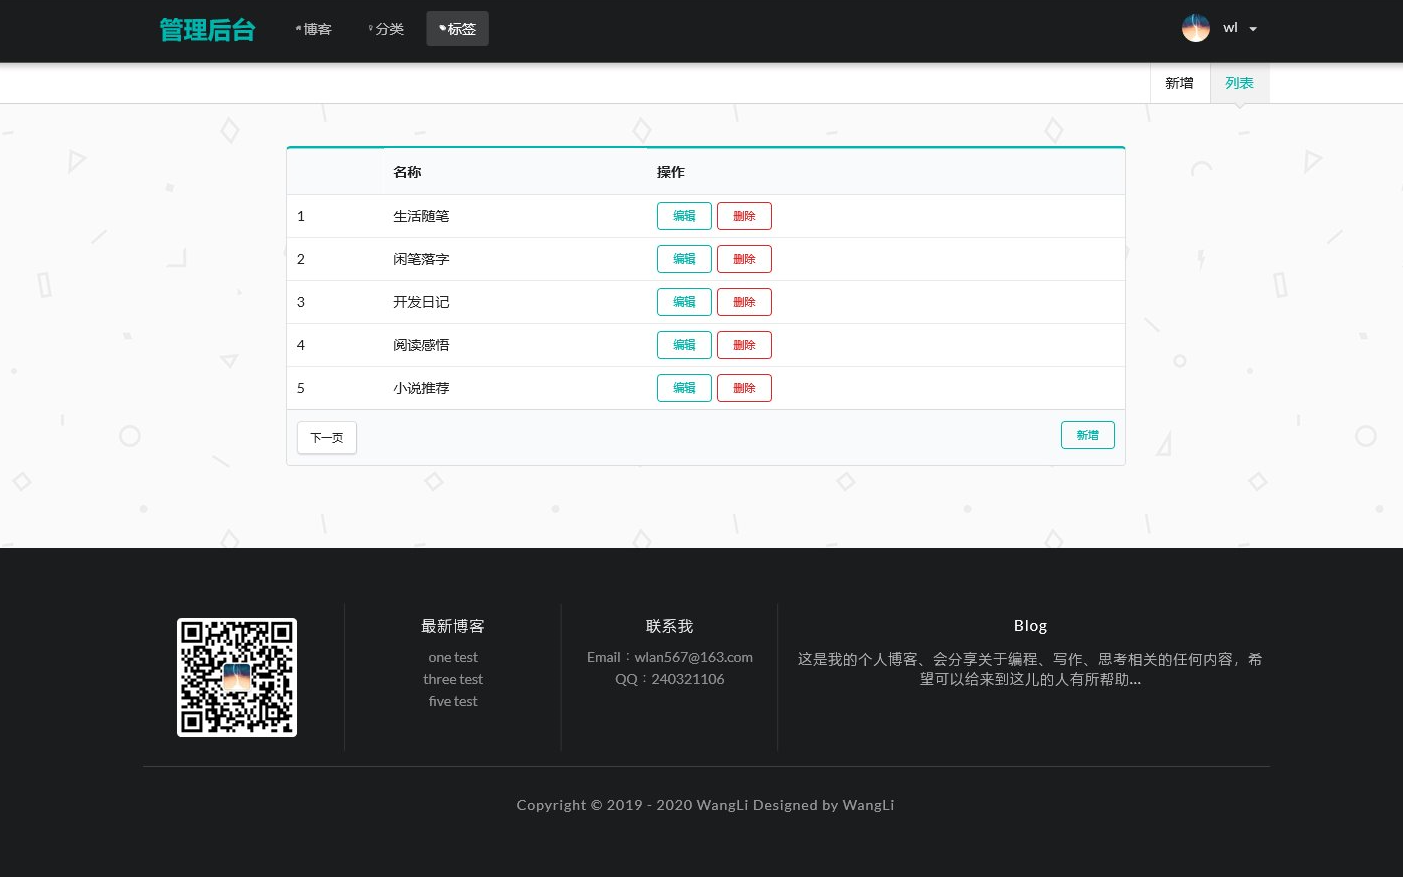 管理后台 博客 分类 标签 wl
新增 列表
名称 操作
1 生活随笔 编辑 删除
2 闲笔落字 编辑 删除
3 开发日记 编辑 删除
4 阅读感悟 编辑 删除
5 小说推荐 编辑 删除
下一页 新增
最新博客
one test
three test
five test
联系我
Email：wlan567@163.com
QQ：240321106
Blog
这是我的个人博客、会分享关于编程、写作、思考相关的任何内容，希
望可以给来到这儿的人有所帮助...
Copyright © 2019 - 2020 WangLi Designed by WangLi